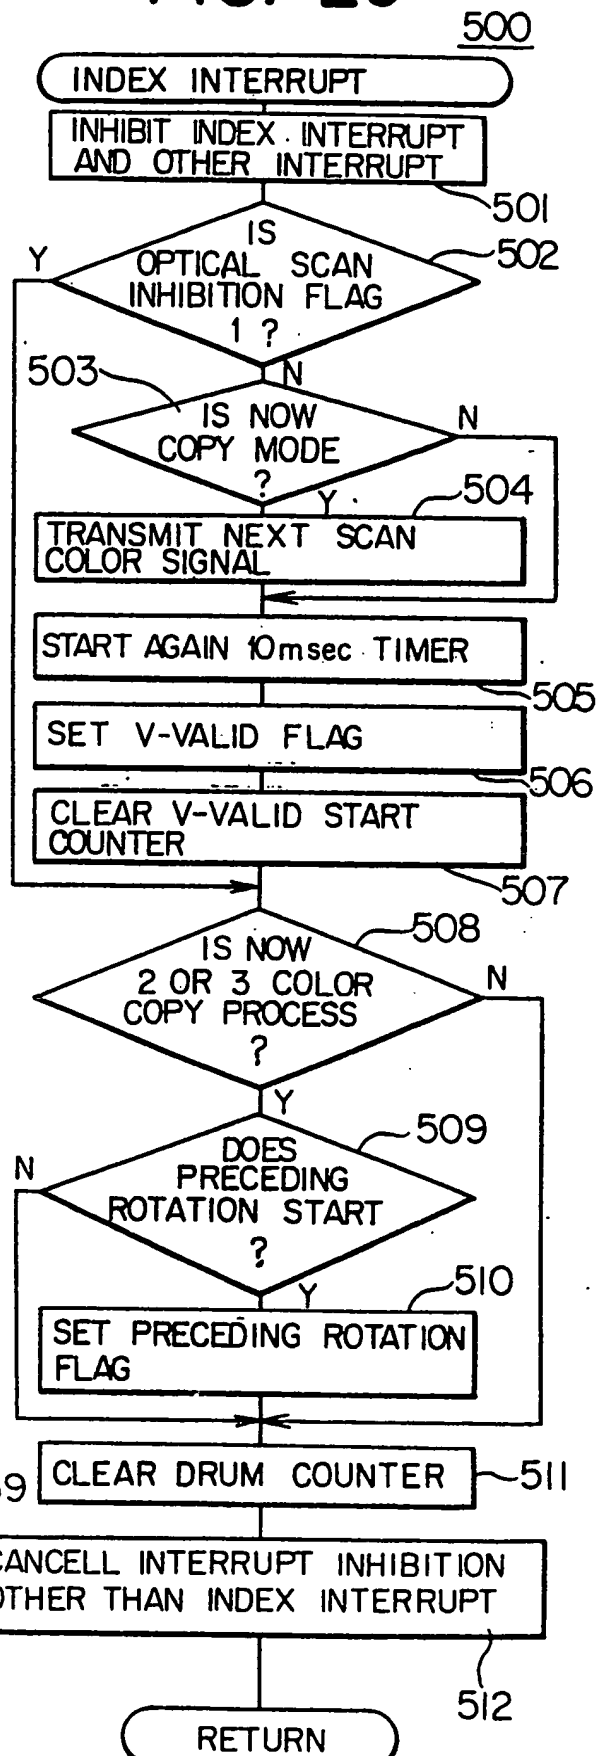 500
INDEX INTERRUPT
INHIBIT INDEX INTERRUPT
AND OTHER INTERRUPT
501
IS
OPTICAL SCAN
INHIBITION FLAG
1 ?
502
Y
N
503
IS NOW
COPY MODE
?
N
Y
504
TRANSMIT NEXT SCAN
COLOR SIGNAL
START AGAIN 10msec TIMER
505
SET V-VALID FLAG
506
CLEAR V-VALID START
COUNTER
507
508
IS NOW
2 OR 3 COLOR
COPY PROCESS
?
N
Y
509
DOES
PRECEDING
ROTATION START
?
N
Y
510
SET PRECEDING ROTATION
FLAG
CLEAR DRUM COUNTER
511
9
CANCELL INTERRUPT INHIBITION
OTHER THAN INDEX INTERRUPT
512
RETURN